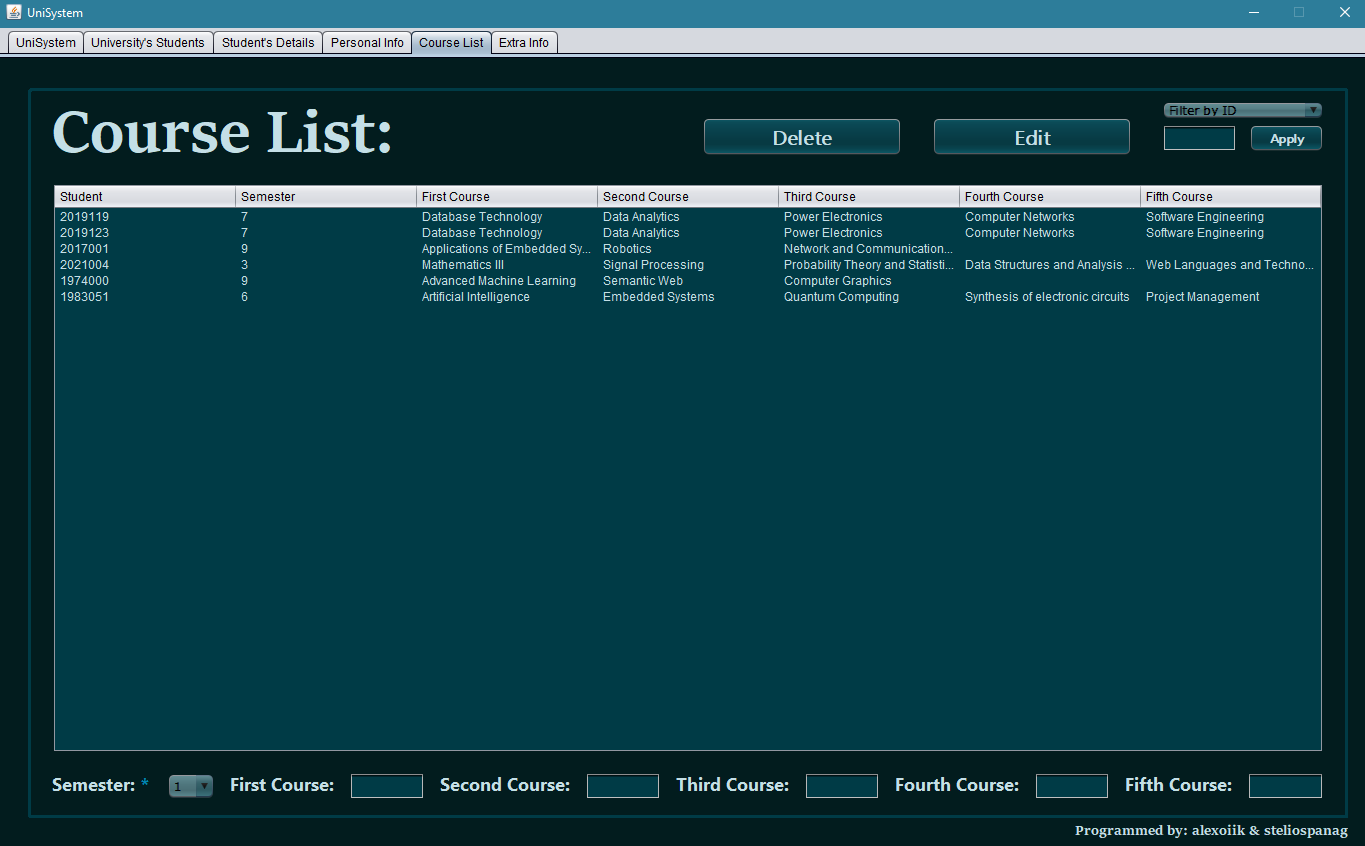 UniSystem
UniSystem University's Students Student's Details Personal Info Course List Extra Info
Course List:
Delete Edit
Filter by ID
Apply
Student Semester First Course Second Course Third Course Fourth Course Fifth Course
2019119 7 Database Technology Data Analytics Power Electronics Computer Networks Software Engineering
2019123 7 Database Technology Data Analytics Power Electronics Computer Networks Software Engineering
2017001 9 Applications of Embedded Sy... Robotics Network and Communication...
2021004 3 Mathematics III Signal Processing Probability Theory and Statisti... Data Structures and Analysis ... Web Languages and Techno...
1974000 9 Advanced Machine Learning Semantic Web Computer Graphics
1983051 6 Artificial Intelligence Embedded Systems Quantum Computing Synthesis of electronic circuits Project Management
Semester: * 1 First Course: Second Course: Third Course: Fourth Course: Fifth Course:
Programmed by: alexoiik & steliospanag